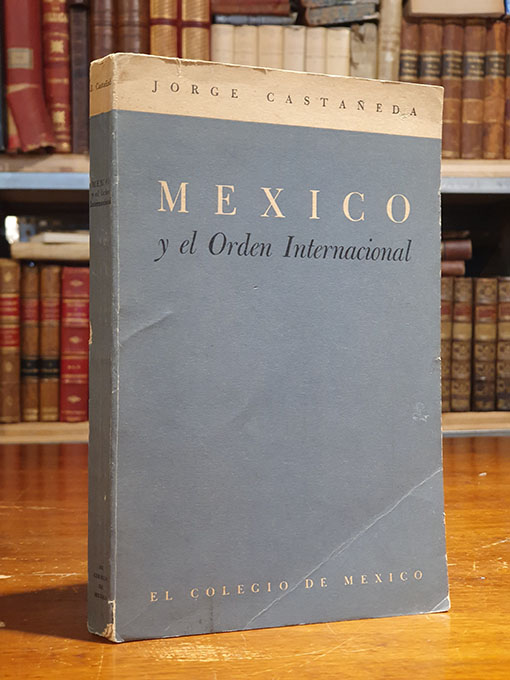 JORGE CASTAÑEDA
MEXICO
y el Orden Internacional
EL COLEGIO DE MEXICO